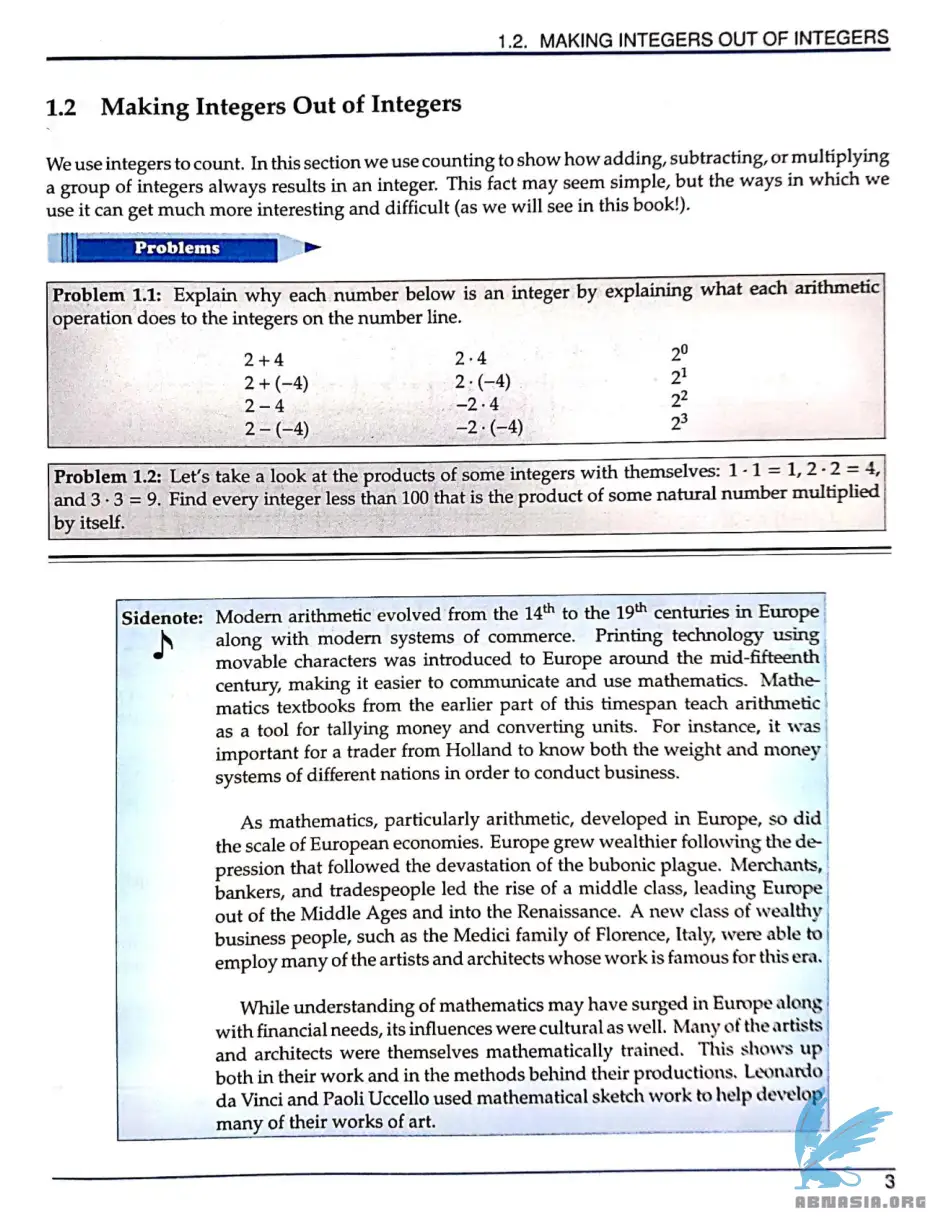 1.2. MAKING INTEGERS OUT OF INTEGERS
1.2 Making Integers Out of Integers
We use integers to count. In this section we use counting to show how adding, subtracting, or multiplying
a group of integers always results in an integer. This fact may seem simple, but the ways in which we
use it can get much more interesting and difficult (as we will see in this book!).
Problems
Problem 1.1: Explain why each number below is an integer by explaining what each arithmetic
operation does to the integers on the number line.
2 + 4 2 · 4 2⁰
2 + (−4) 2 · (−4) 2¹
2 − 4 −2 · 4 2²
2 − (−4) −2 · (−4) 2³
Problem 1.2: Let's take a look at the products of some integers with themselves: 1 · 1 = 1, 2 · 2 = 4,
and 3 · 3 = 9. Find every integer less than 100 that is the product of some natural number multiplied
by itself.
Sidenote: Modern arithmetic evolved from the 14th to the 19th centuries in Europe
along with modern systems of commerce. Printing technology using
movable characters was introduced to Europe around the mid-fifteenth
century, making it easier to communicate and use mathematics. Mathe-
matics textbooks from the earlier part of this timespan teach arithmetic
as a tool for tallying money and converting units. For instance, it was
important for a trader from Holland to know both the weight and money
systems of different nations in order to conduct business.
As mathematics, particularly arithmetic, developed in Europe, so did
the scale of European economies. Europe grew wealthier following the de-
pression that followed the devastation of the bubonic plague. Merchants,
bankers, and tradespeople led the rise of a middle class, leading Europe
out of the Middle Ages and into the Renaissance. A new class of wealthy
business people, such as the Medici family of Florence, Italy, were able to
employ many of the artists and architects whose work is famous for this era.
While understanding of mathematics may have surged in Europe along
with financial needs, its influences were cultural as well. Many of the artists
and architects were themselves mathematically trained. This shows up
both in their work and in the methods behind their productions. Leonardo
da Vinci and Paoli Uccello used mathematical sketch work to help develop
many of their works of art.
3
ABNASIA.ORG